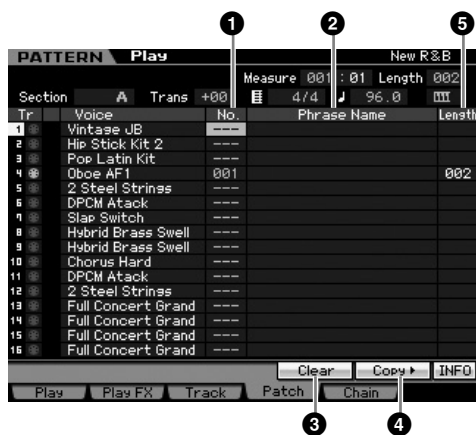 1 2 5
PATTERN Play New R&B
Measure 001 : 01 Length 002
Section A Trans +00 4/4 ♩ 96.0
Tr Voice No. Phrase Name Length
1 Vintage JB ---
2 Hip Stick Kit 2 ---
3 Pop Latin Kit ---
4 Oboe AF1 001 002
5 2 Steel Strings ---
6 DPCM Atack ---
7 Slap Switch ---
8 Hybrid Brass Swell ---
9 Hybrid Brass Swell ---
10 Chorus Hard ---
11 DPCM Atack ---
12 2 Steel Strings ---
13 Full Concert Grand ---
14 Full Concert Grand ---
15 Full Concert Grand ---
16 Full Concert Grand ---
Clear Copy INFO
Play Play FX Track Patch Chain
3 4